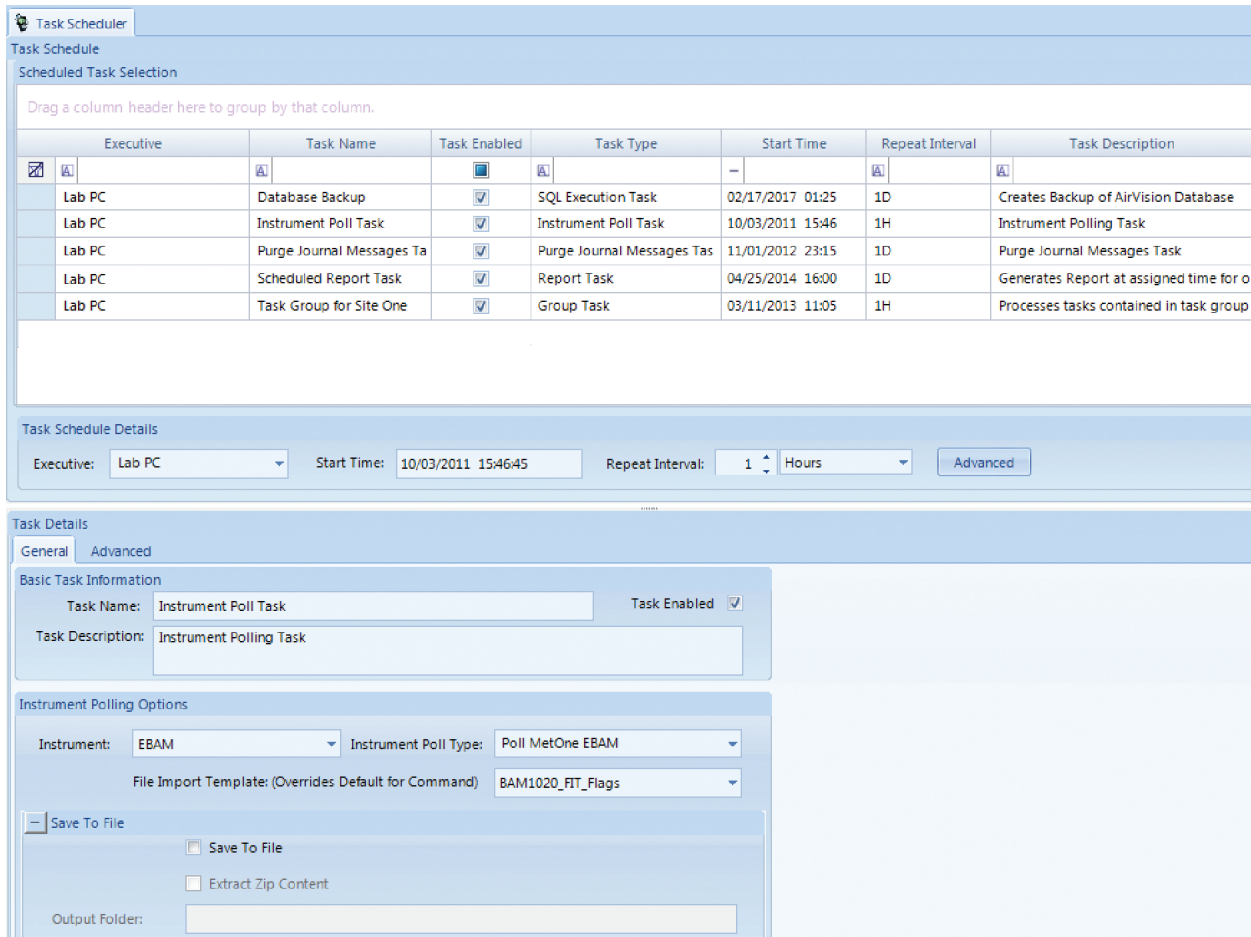 Task Scheduler
Task Schedule
Scheduled Task Selection
Drag a column header here to group by that column.
Executive Task Name Task Enabled Task Type Start Time Repeat Interval Task Description
A A A – A A
Lab PC Database Backup SQL Execution Task 02/17/2017 01:25 1D Creates Backup of AirVision Database
Lab PC Instrument Poll Task Instrument Poll Task 10/03/2011 15:46 1H Instrument Polling Task
Lab PC Purge Journal Messages Ta Purge Journal Messages Tas 11/01/2012 23:15 1D Purge Journal Messages Task
Lab PC Scheduled Report Task Report Task 04/25/2014 16:00 1D Generates Report at assigned time for o
Lab PC Task Group for Site One Group Task 03/11/2013 11:05 1H Processes tasks contained in task group
Task Schedule Details
Executive: Lab PC Start Time: 10/03/2011 15:46:45 Repeat Interval: 1 Hours Advanced
Task Details
General Advanced
Basic Task Information
Task Name: Instrument Poll Task Task Enabled
Task Description: Instrument Polling Task
Instrument Polling Options
Instrument: EBAM Instrument Poll Type: Poll MetOne EBAM
File Import Template: (Overrides Default for Command) BAM1020_FIT_Flags
– Save To File
Save To File
Extract Zip Content
Output Folder: